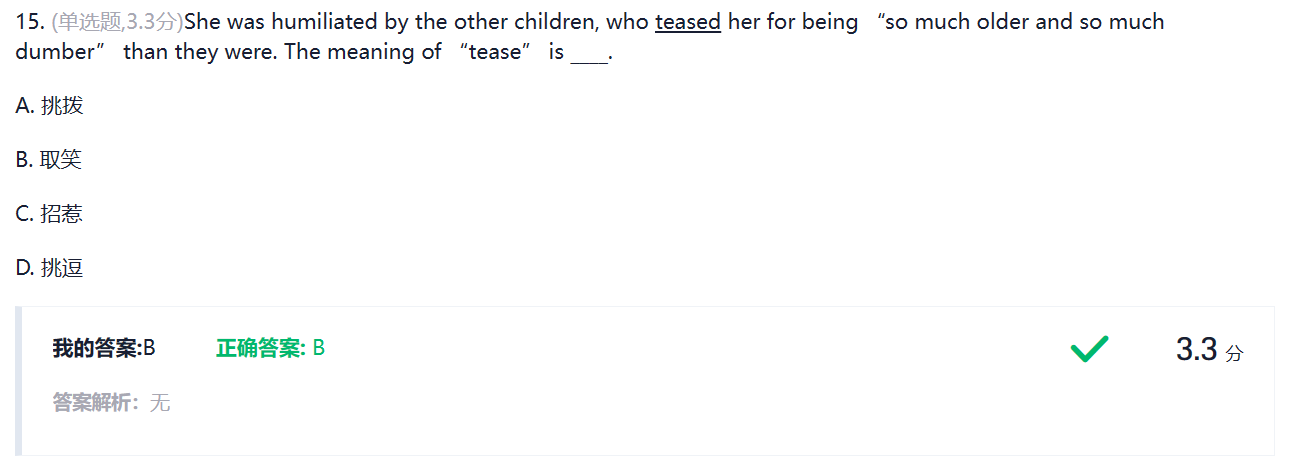 15. (单选题,3.3分)She was humiliated by the other children, who teased her for being “so much older and so much
dumber” than they were. The meaning of “tease” is ____.
A. 挑拨
B. 取笑
C. 招惹
D. 挑逗
我的答案:B 正确答案: B 3.3 分
答案解析：无